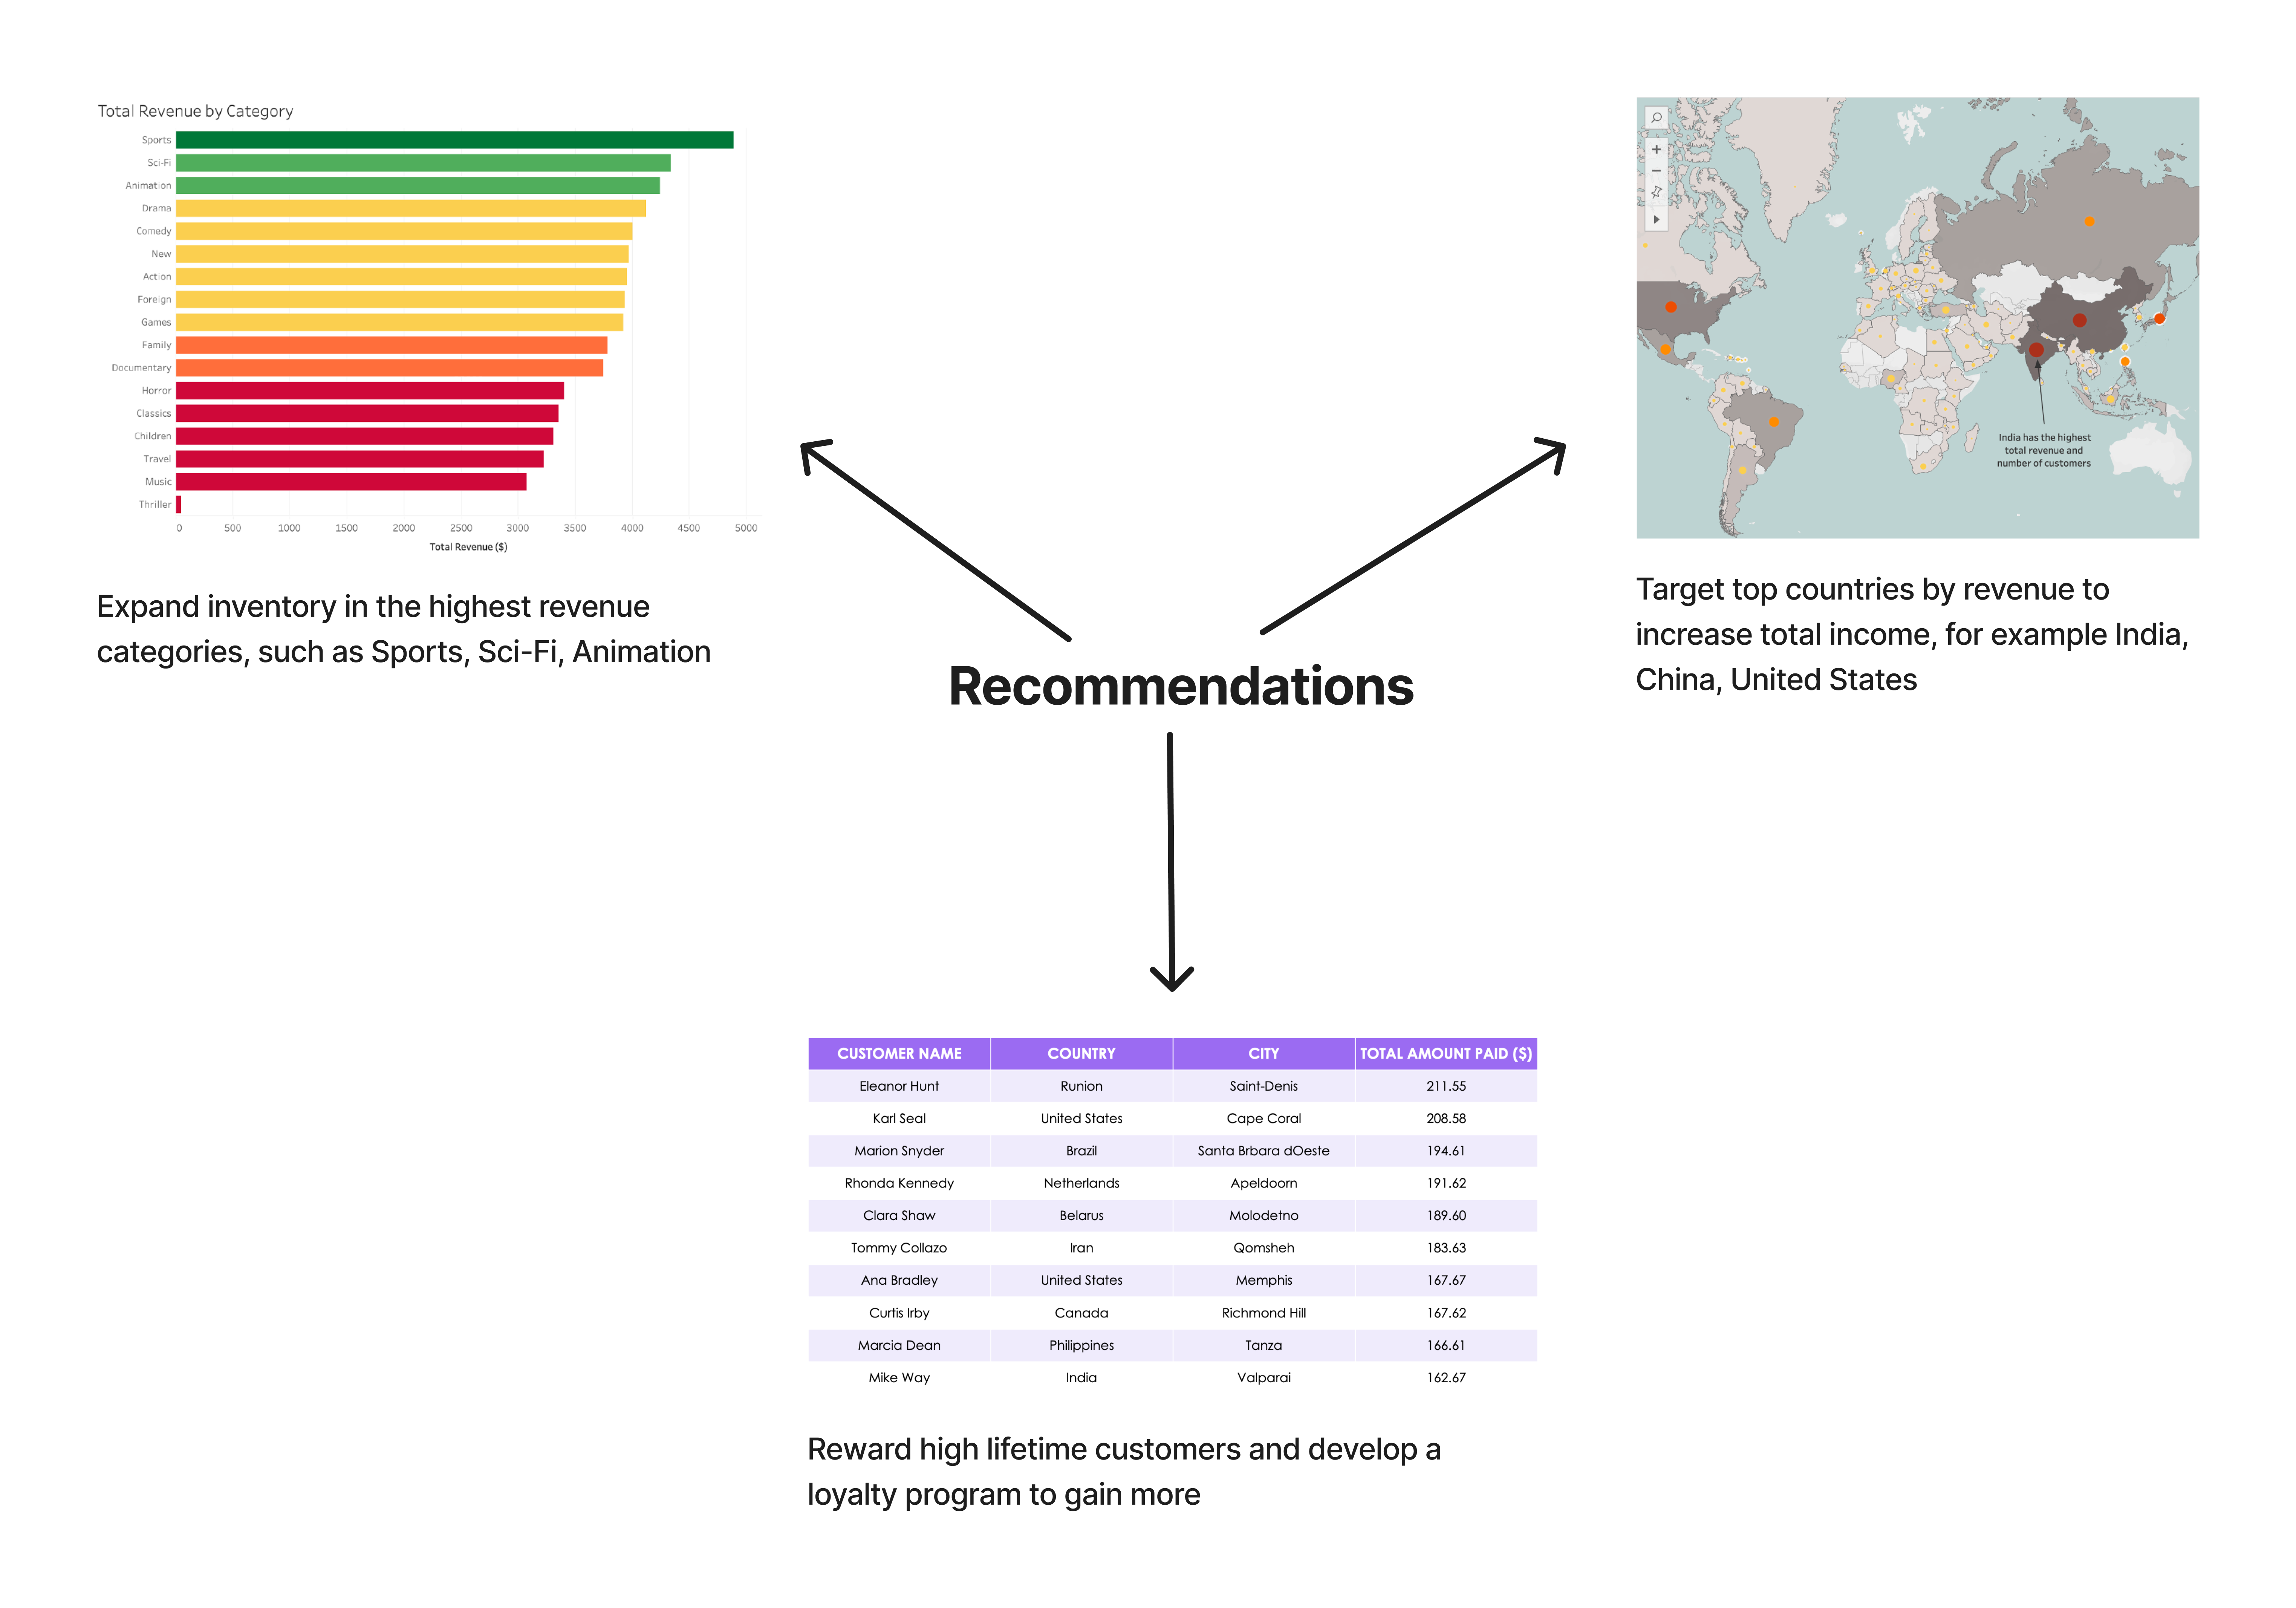 Total Revenue by Category
Sports
Sci-Fi
Animation
Drama
Comedy
New
Action
Foreign
Games
Family
Documentary
Horror
Classics
Children
Travel
Music
Thriller
0 500 1000 1500 2000 2500 3000 3500 4000 4500 5000
Total Revenue ($)
Expand inventory in the highest revenue
categories, such as Sports, Sci-Fi, Animation
India has the highest
total revenue and
number of customers
Target top countries by revenue to
increase total income, for example India,
China, United States
Recommendations
CUSTOMER NAME COUNTRY CITY TOTAL AMOUNT PAID ($)
Eleanor Hunt Runion Saint-Denis 211.55
Karl Seal United States Cape Coral 208.58
Marion Snyder Brazil Santa Brbara dOeste 194.61
Rhonda Kennedy Netherlands Apeldoorn 191.62
Clara Shaw Belarus Molodetno 189.60
Tommy Collazo Iran Qomsheh 183.63
Ana Bradley United States Memphis 167.67
Curtis Irby Canada Richmond Hill 167.62
Marcia Dean Philippines Tanza 166.61
Mike Way India Valparai 162.67
Reward high lifetime customers and develop a
loyalty program to gain more